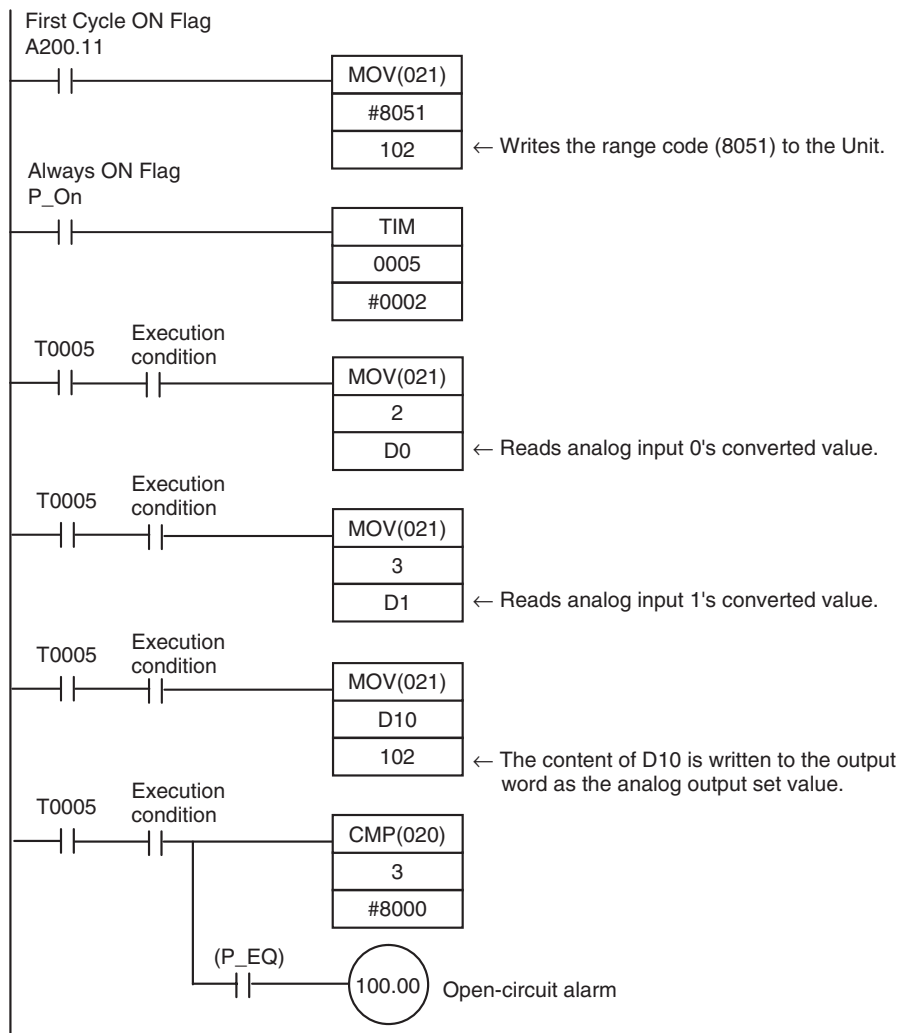 First Cycle ON Flag
A200.11
MOV(021)
#8051
102
← Writes the range code (8051) to the Unit.
Always ON Flag
P_On
TIM
0005
#0002
T0005
Execution
condition
MOV(021)
2
D0
← Reads analog input 0's converted value.
T0005
Execution
condition
MOV(021)
3
D1
← Reads analog input 1's converted value.
T0005
Execution
condition
MOV(021)
D10
102
← The content of D10 is written to the output
word as the analog output set value.
T0005
Execution
condition
CMP(020)
3
#8000
(P_EQ)
100.00
Open-circuit alarm